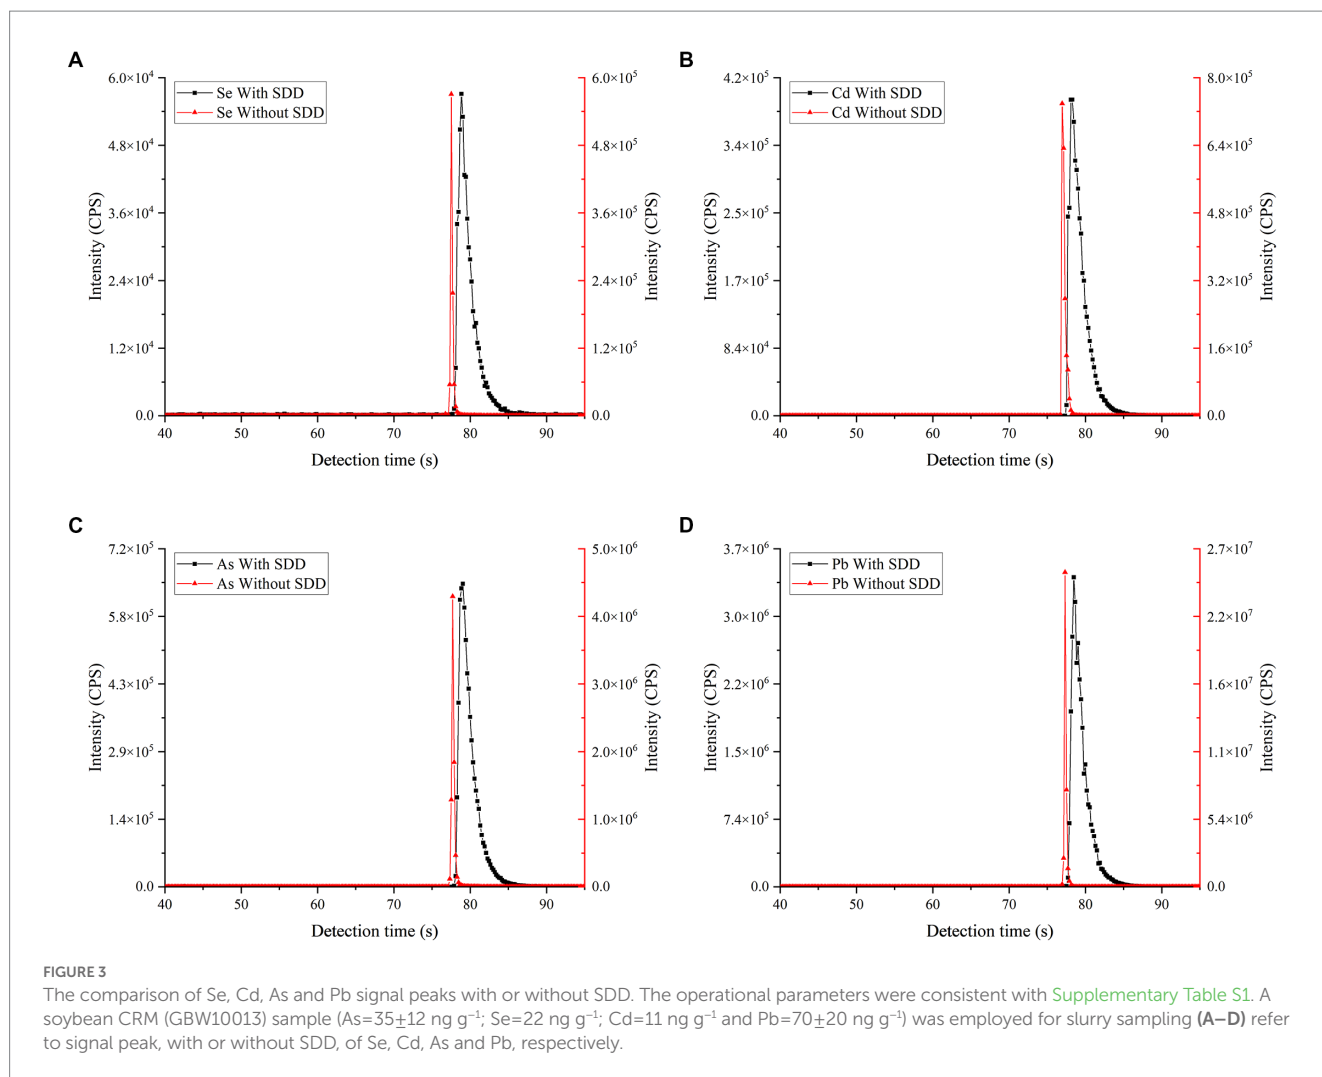 A
Se With SDD
Se Without SDD
6.0×10⁴
4.8×10⁴
3.6×10⁴
2.4×10⁴
1.2×10⁴
0.0
Intensity (CPS)
6.0×10⁵
4.8×10⁵
3.6×10⁵
2.4×10⁵
1.2×10⁵
0.0
Intensity (CPS)
40 50 60 70 80 90
Detection time (s)
B
Cd With SDD
Cd Without SDD
4.2×10⁵
3.4×10⁵
2.5×10⁵
1.7×10⁵
8.4×10⁴
0.0
Intensity (CPS)
8.0×10⁵
6.4×10⁵
4.8×10⁵
3.2×10⁵
1.6×10⁵
0.0
Intensity (CPS)
40 50 60 70 80 90
Detection time (s)
C
As With SDD
As Without SDD
7.2×10⁵
5.8×10⁵
4.3×10⁵
2.9×10⁵
1.4×10⁵
0.0
Intensity (CPS)
5.0×10⁶
4.0×10⁶
3.0×10⁶
2.0×10⁶
1.0×10⁶
0.0
Intensity (CPS)
40 50 60 70 80 90
Detection time (s)
D
Pb With SDD
Pb Without SDD
3.7×10⁶
3.0×10⁶
2.2×10⁶
1.5×10⁶
7.4×10⁵
0.0
Intensity (CPS)
2.7×10⁷
2.2×10⁷
1.6×10⁷
1.1×10⁷
5.4×10⁶
0.0
Intensity (CPS)
40 50 60 70 80 90
Detection time (s)
FIGURE 3
The comparison of Se, Cd, As and Pb signal peaks with or without SDD. The operational parameters were consistent with Supplementary Table S1. A
soybean CRM (GBW10013) sample (As=35±12 ng g⁻¹; Se=22 ng g⁻¹; Cd=11 ng g⁻¹ and Pb=70±20 ng g⁻¹) was employed for slurry sampling (A–D) refer
to signal peak, with or without SDD, of Se, Cd, As and Pb, respectively.